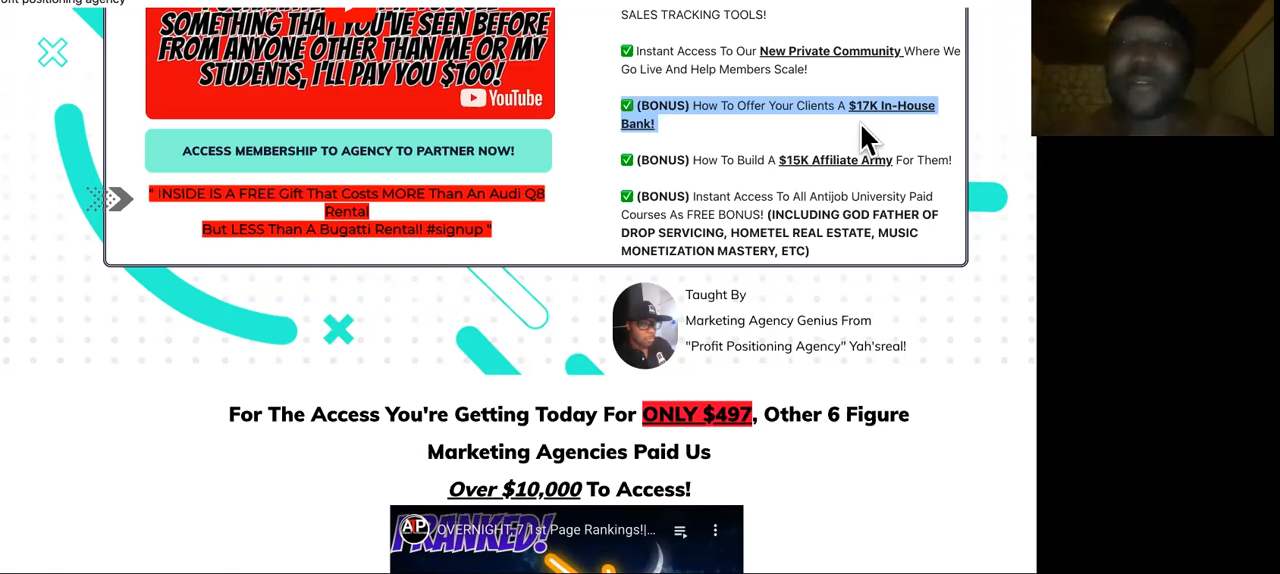 ofit positioning agency
SOMETHING THAT YOU'VE SEEN BEFORE
FROM ANYONE OTHER THAN ME OR MY
STUDENTS, I'LL PAY YOU $100!
YouTube
ACCESS MEMBERSHIP TO AGENCY TO PARTNER NOW!
" INSIDE IS A FREE Gift That Costs MORE Than An Audi Q8
Rental
But LESS Than A Bugatti Rental! #signup "
SALES TRACKING TOOLS!
✅ Instant Access To Our New Private Community Where We
Go Live And Help Members Scale!
✅ (BONUS) How To Offer Your Clients A $17K In-House
Bank!
✅ (BONUS) How To Build A $15K Affiliate Army For Them!
✅ (BONUS) Instant Access To All Antijob University Paid
Courses As FREE BONUS! (INCLUDING GOD FATHER OF
DROP SERVICING, HOMETEL REAL ESTATE, MUSIC
MONETIZATION MASTERY, ETC)
Taught By
Marketing Agency Genius From
"Profit Positioning Agency" Yah'sreal!
For The Access You're Getting Today For ONLY $497, Other 6 Figure
Marketing Agencies Paid Us
Over $10,000 To Access!
OVERNIGHT 7 1st Page Rankings!|...
RANKED!